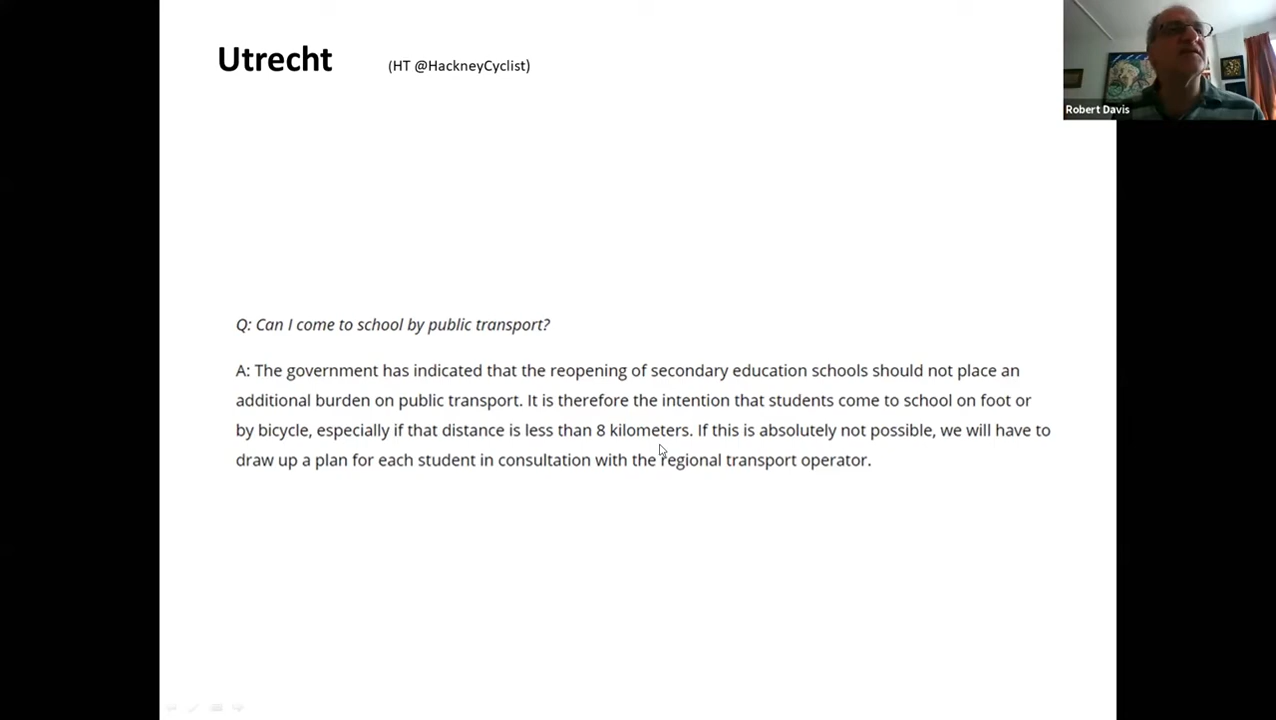 Utrecht (HT @HackneyCyclist)
Robert Davis
Q: Can I come to school by public transport?
A: The government has indicated that the reopening of secondary education schools should not place an
additional burden on public transport. It is therefore the intention that students come to school on foot or
by bicycle, especially if that distance is less than 8 kilometers. If this is absolutely not possible, we will have to
draw up a plan for each student in consultation with the regional transport operator.